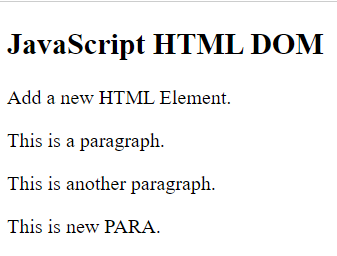 JavaScript HTML DOM
Add a new HTML Element.
This is a paragraph.
This is another paragraph.
This is new PARA.